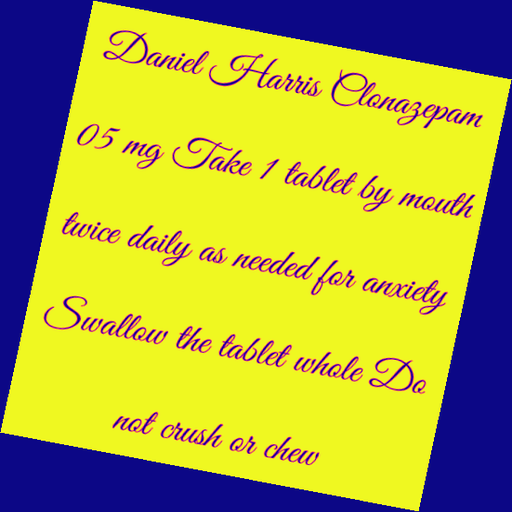 Daniel Harris Clonazepam
05 mg Take 1 tablet by mouth
twice daily as needed for anxiety
Swallow the tablet whole Do
not crush or chew